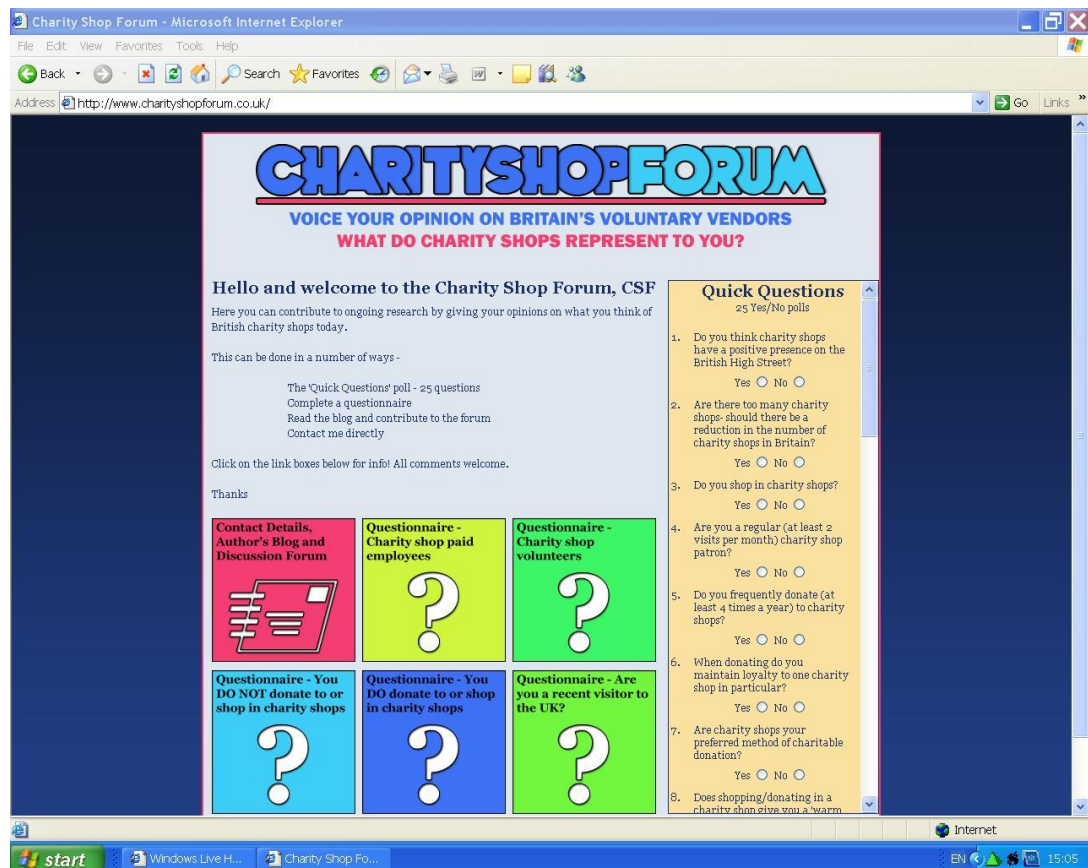 Charity Shop Forum - Microsoft Internet Explorer
File Edit View Favorites Tools Help
Back Search Favorites
Address http://www.charityshopforum.co.uk/ Go Links »
CHARITYSHOPFORUM
VOICE YOUR OPINION ON BRITAIN'S VOLUNTARY VENDORS
WHAT DO CHARITY SHOPS REPRESENT TO YOU?
Hello and welcome to the Charity Shop Forum, CSF
Here you can contribute to ongoing research by giving your opinions on what you think of
British charity shops today.
This can be done in a number of ways -
The 'Quick Questions' poll - 25 questions
Complete a questionnaire
Read the blog and contribute to the forum
Contact me directly
Click on the link boxes below for info! All comments welcome.
Thanks
Contact Details,
Author's Blog and
Discussion Forum
Questionnaire -
Charity shop paid
employees
?
Questionnaire -
Charity shop
volunteers
?
Questionnaire - You
DO NOT donate to or
shop in charity shops
?
Questionnaire - You
DO donate to or shop
in charity shops
?
Questionnaire - Are
you a recent visitor to
the UK?
?
Quick Questions
25 Yes/No polls
1. Do you think charity shops
have a positive presence on the
British High Street?
Yes No
2. Are there too many charity
shops- should there be a
reduction in the number of
charity shops in Britain?
Yes No
3. Do you shop in charity shops?
Yes No
4. Are you a regular (at least 2
visits per month) charity shop
patron?
Yes No
5. Do you frequently donate (at
least 4 times a year) to charity
shops?
Yes No
6. When donating do you
maintain loyalty to one charity
shop in particular?
Yes No
7. Are charity shops your
preferred method of charitable
donation?
Yes No
8. Does shopping/donating in a
charity shop give you a 'warm
Internet
start Windows Live H... Charity Shop Fo... EN 15:05